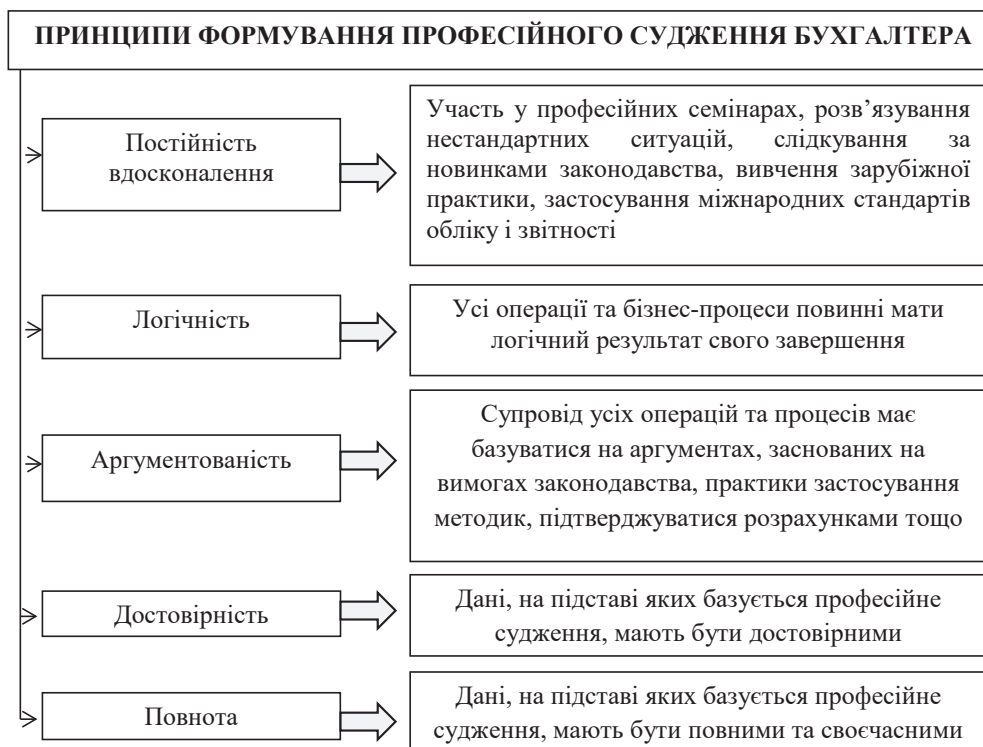 ПРИНЦИПИ ФОРМУВАННЯ ПРОФЕСІЙНОГО СУДЖЕННЯ БУХГАЛТЕРА
Постійність
вдосконалення
Участь у професійних семінарах, розв’язування
нестандартних ситуацій, слідкування за
новинками законодавства, вивчення зарубіжної
практики, застосування міжнародних стандартів
обліку і звітності
Логічність
Усі операції та бізнес-процеси повинні мати
логічний результат свого завершення
Аргументованість
Супровід усіх операцій та процесів має
базуватися на аргументах, заснованих на
вимогах законодавства, практики застосування
методик, підтверджуватися розрахунками тощо
Достовірність
Дані, на підставі яких базується професійне
судження, мають бути достовірними
Повнота
Дані, на підставі яких базується професійне
судження, мають бути повними та своєчасними